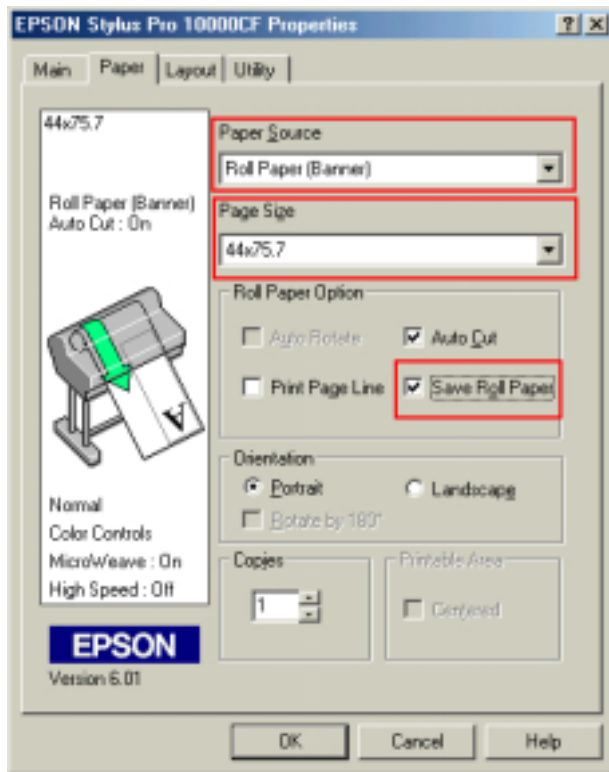 EPSON Stylus Pro 10000CF Properties
? X
Main Paper Layout Utility
44x75.7
Roll Paper (Banner)
Auto Cut : On
A
Normal
Color Controls
MicroWeave : On
High Speed : Off
EPSON
Version 6.01
Paper Source
Roll Paper (Banner)
Page Size
44x75.7
Roll Paper Option
Auto Rotate
Auto Cut
Print Page Line
Save Roll Paper
Orientation
Portrait
Landscape
Rotate by 180°
Copies
1
Printable Area
Centered
OK Cancel Help